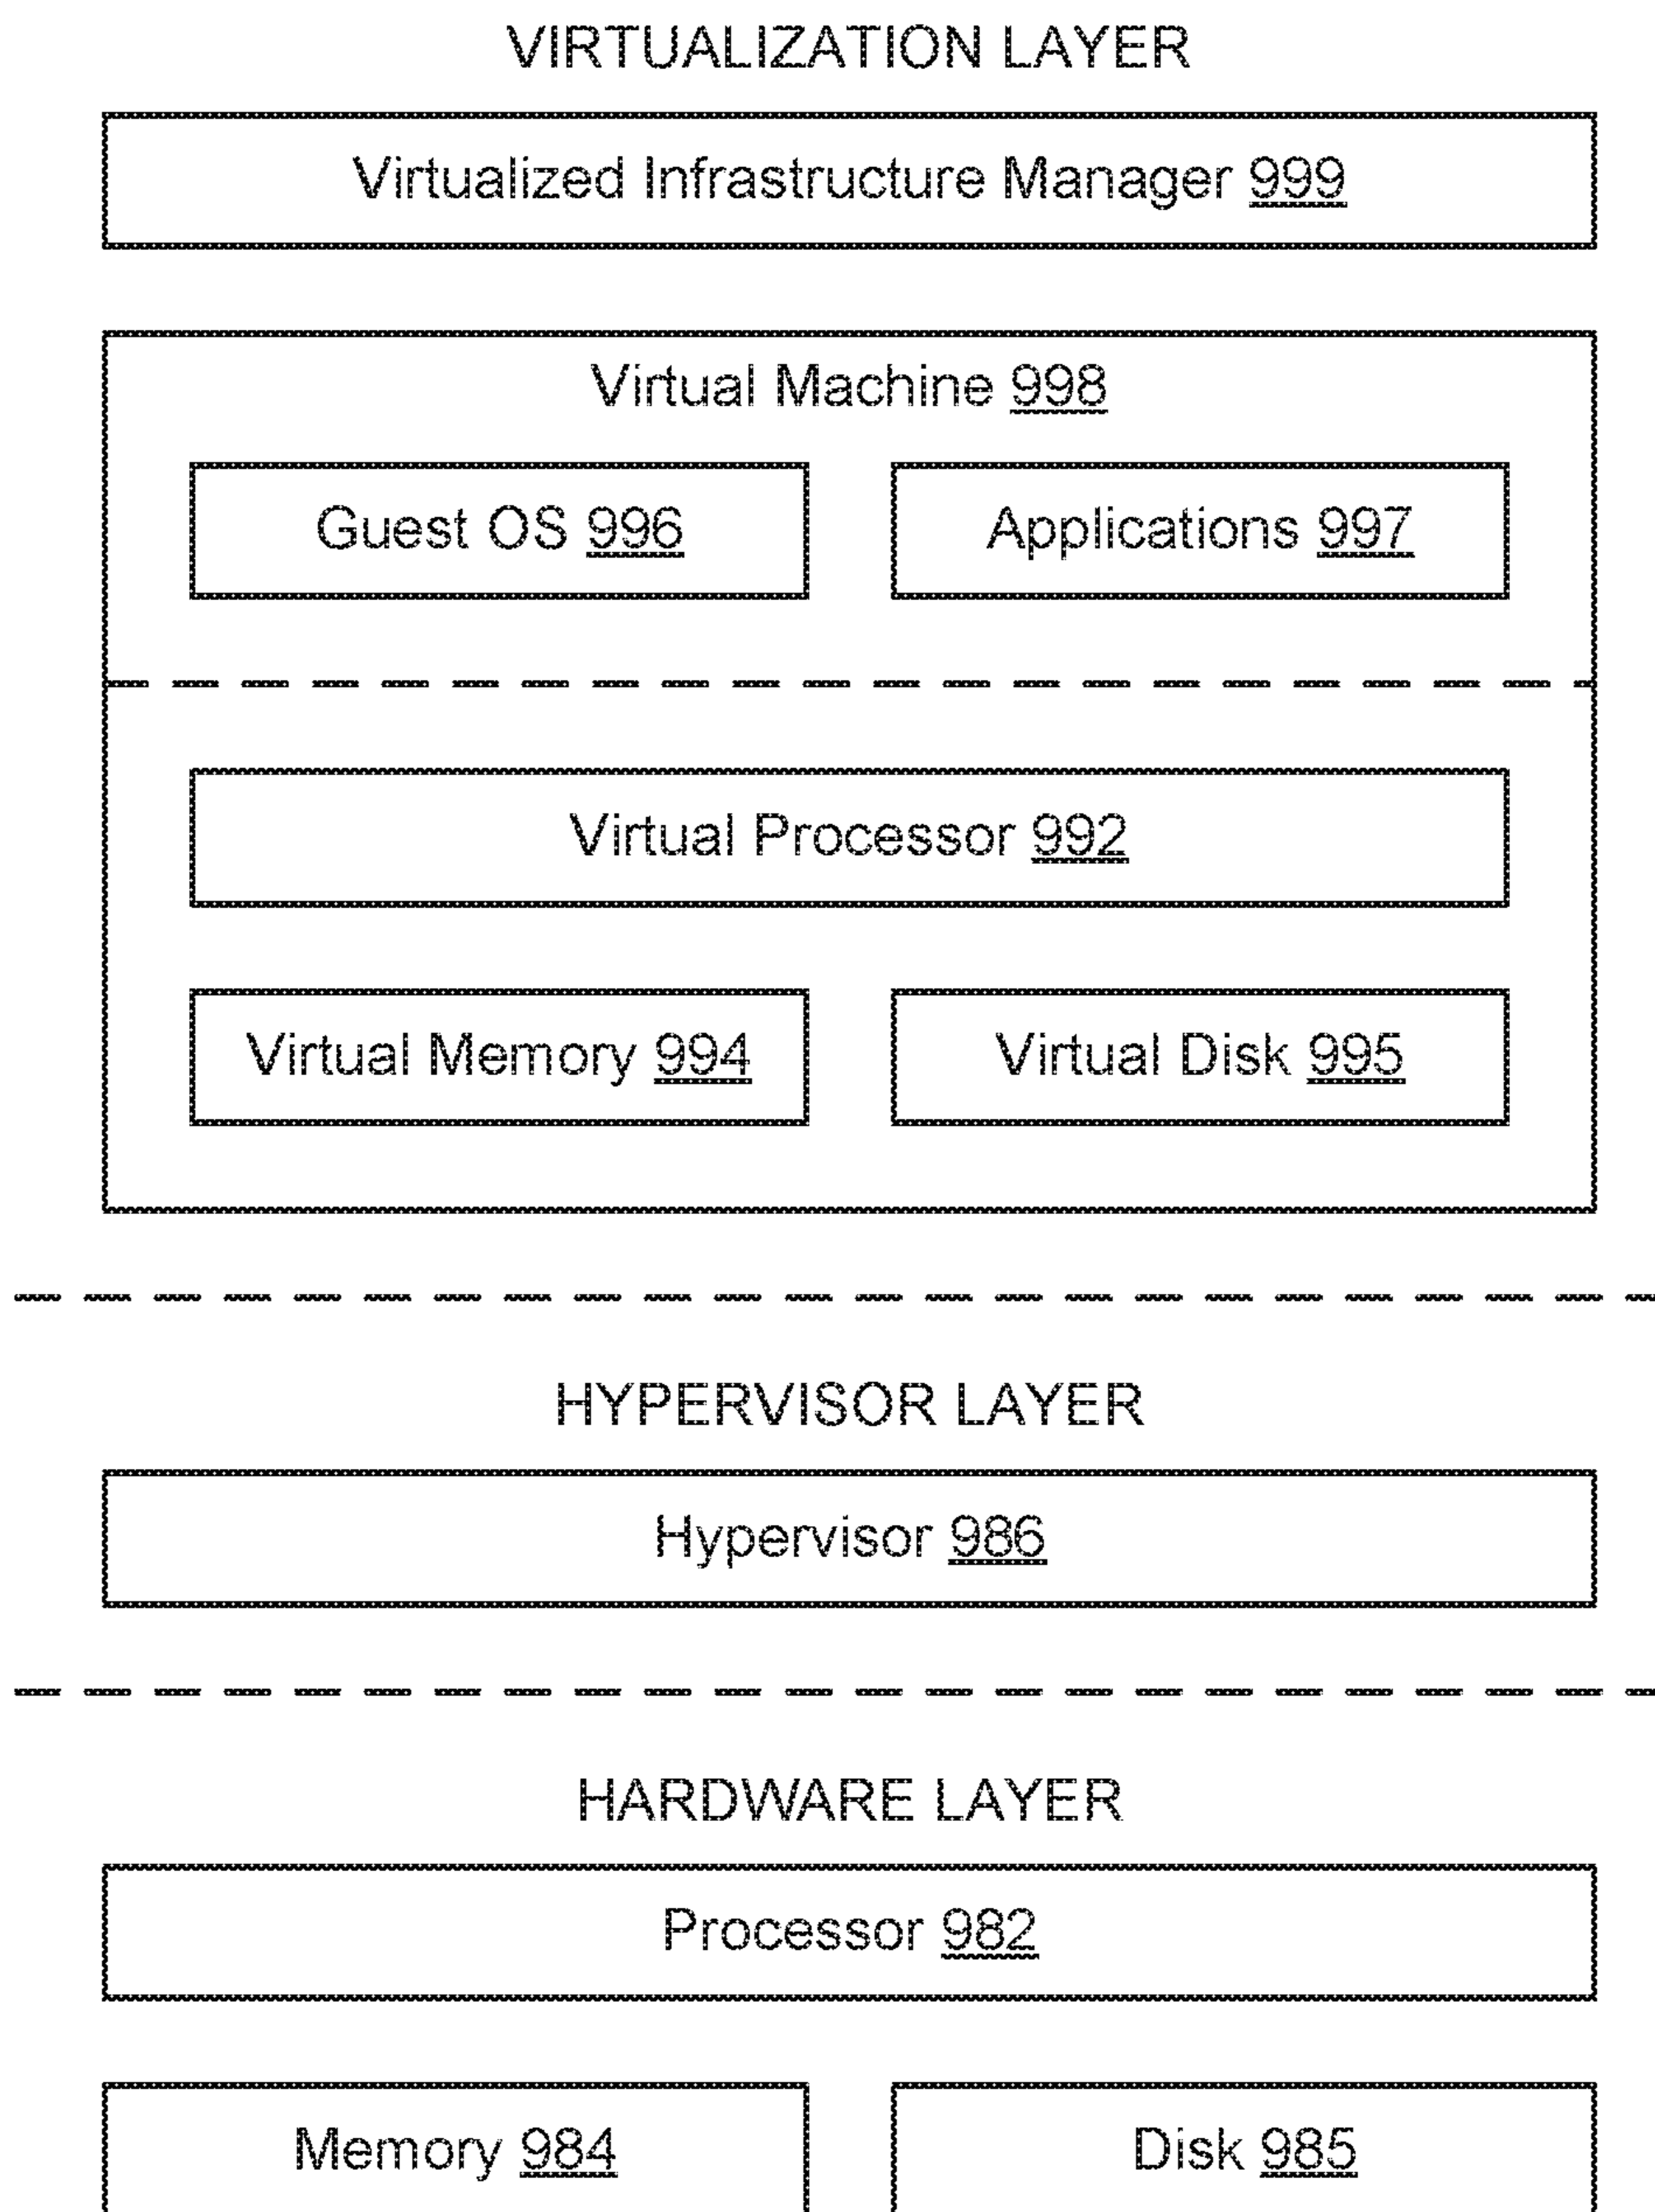 VIRTUALIZATION LAYER
Virtualized Infrastructure Manager 999
Virtual Machine 998
Guest OS 996
Applications 997
Virtual Processor 992
Virtual Memory 994
Virtual Disk 995
HYPERVISOR LAYER
Hypervisor 986
HARDWARE LAYER
Processor 982
Memory 984
Disk 985